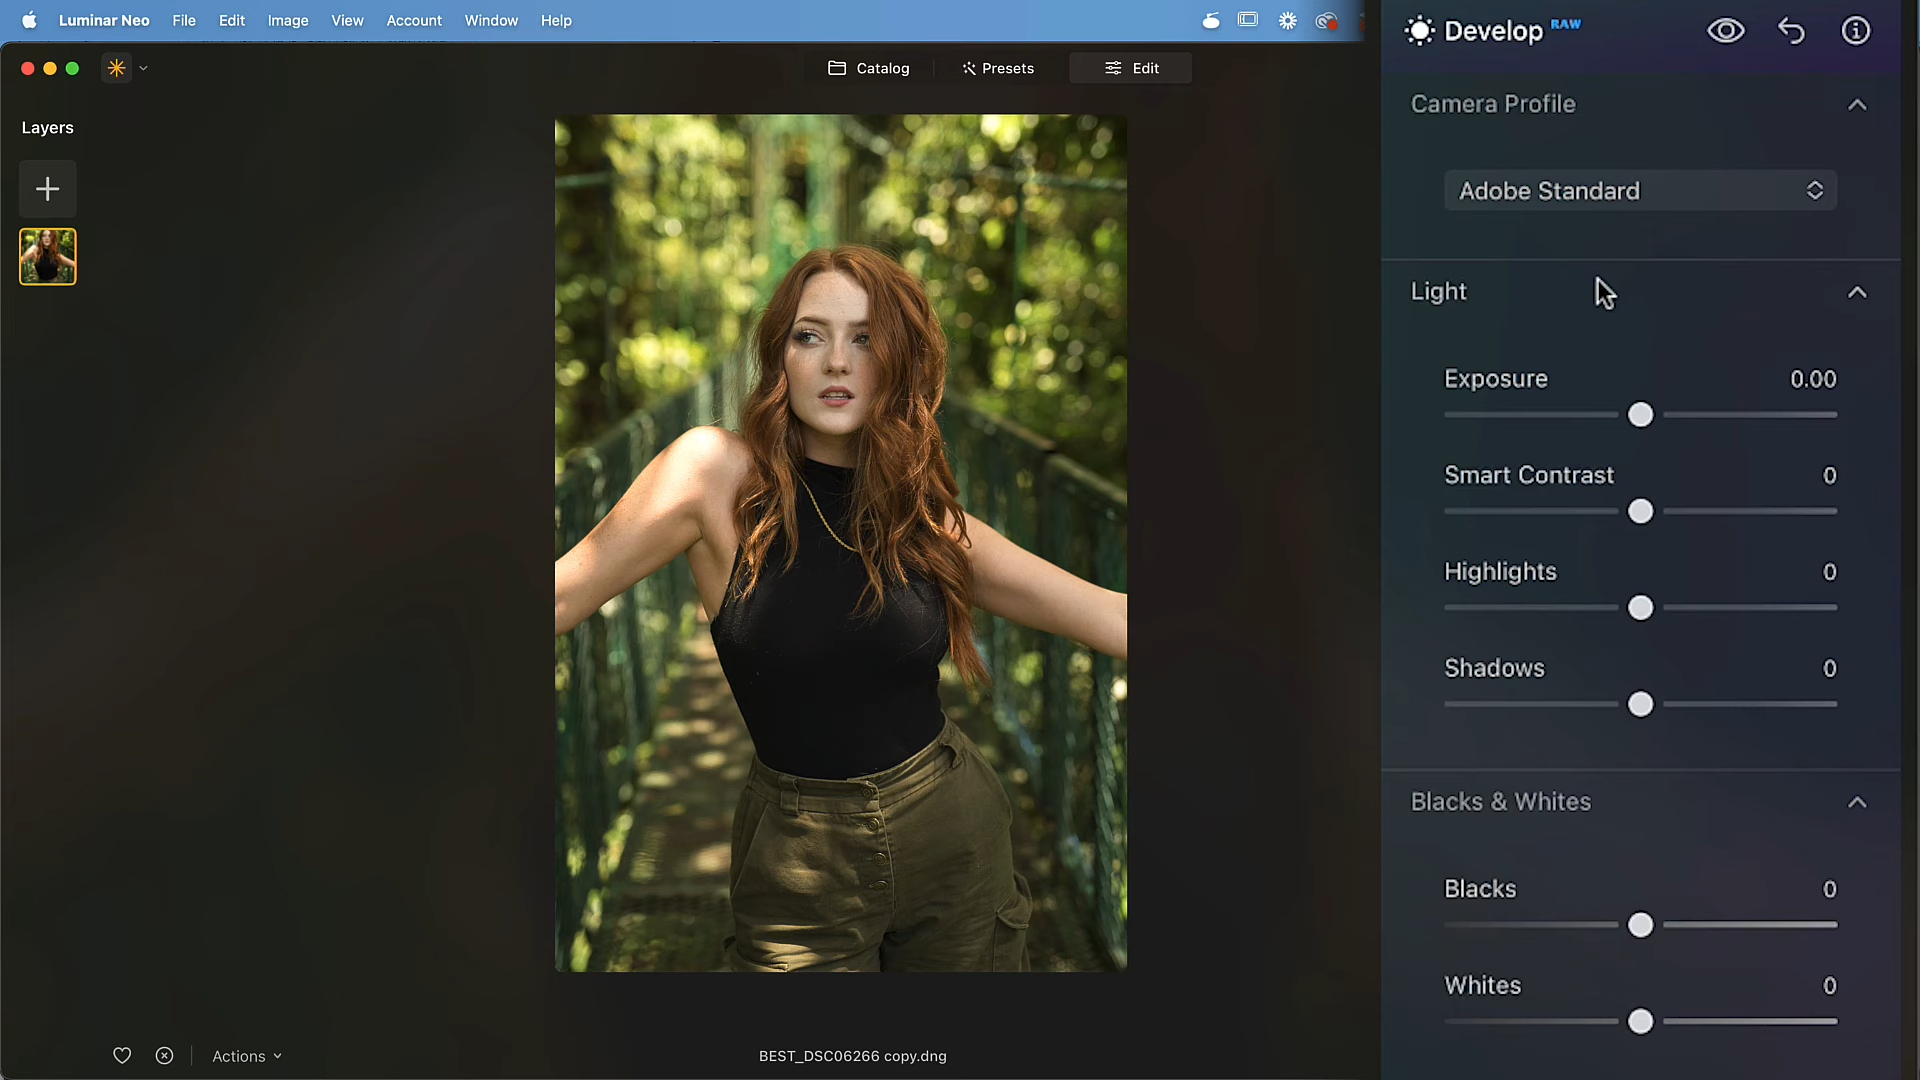 Luminar Neo File Edit Image View Account Window Help
Catalog Presets Edit
Layers
Actions
BEST_DSC06266 copy.dng
Develop RAW
Camera Profile
Adobe Standard
Light
Exposure 0.00
Smart Contrast 0
Highlights 0
Shadows 0
Blacks & Whites
Blacks 0
Whites 0